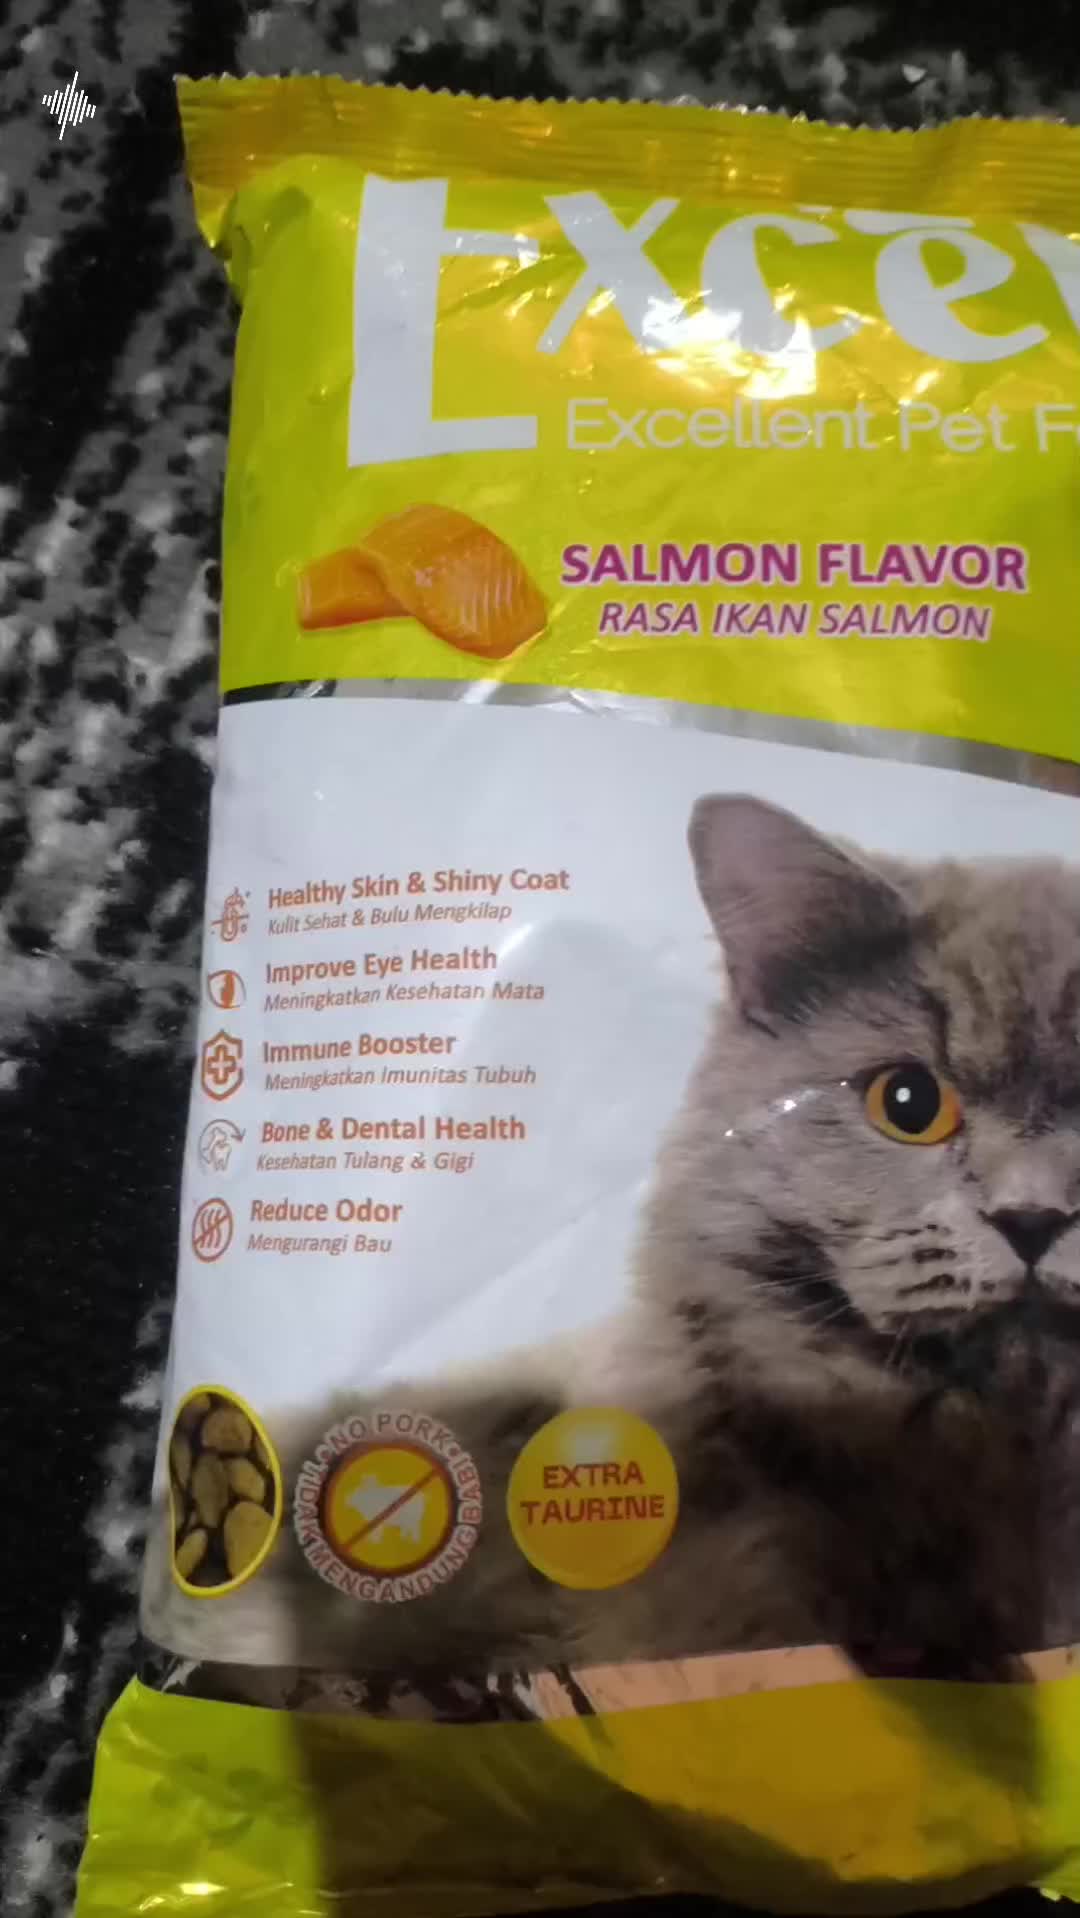 Excellent Pet
SALMON FLAVOR
RASA IKAN SALMON
Healthy Skin & Shiny Coat
Kulit Sehat & Bulu Mengkilap
Improve Eye Health
Meningkatkan Kesehatan Mata
Immune Booster
Meningkatkan Imunitas Tubuh
Bone & Dental Health
Kesehatan Tulang & Gigi
Reduce Odor
Mengurangi Bau
NO PORK
TIDAK MENGANDUNG BABI
EXTRA
TAURINE